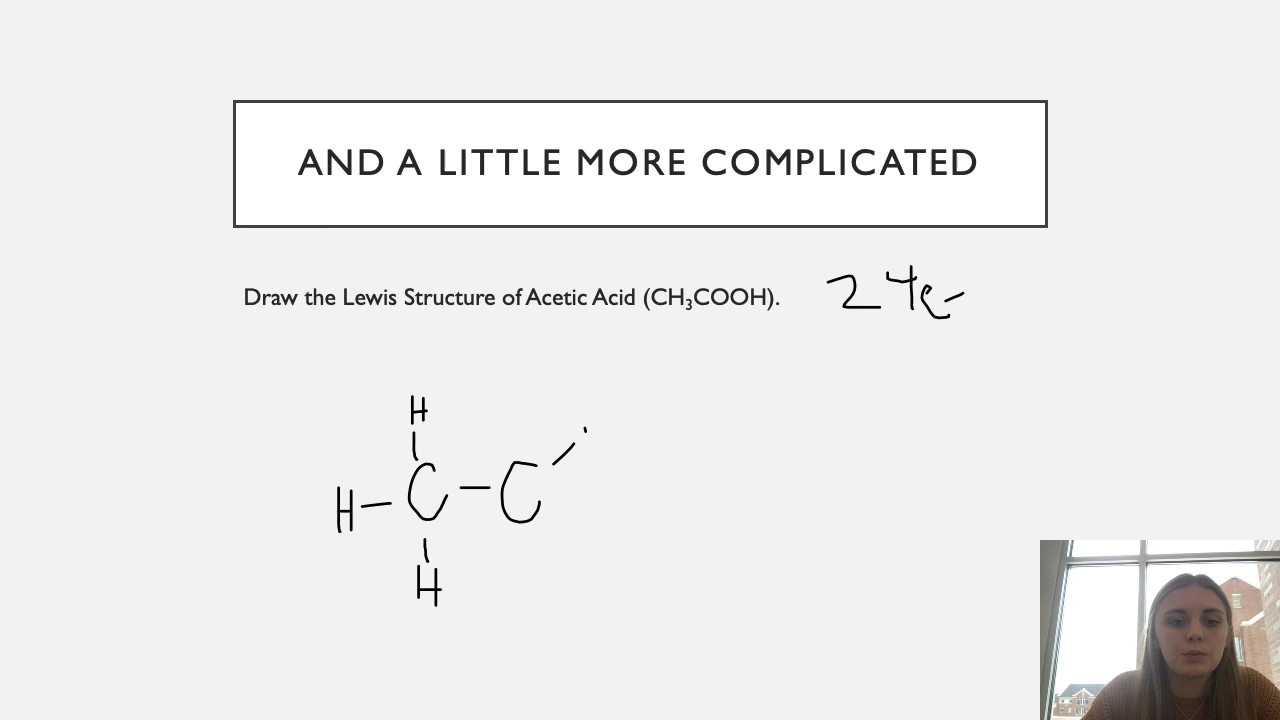 AND A LITTLE MORE COMPLICATED
Draw the Lewis Structure of Acetic Acid (CH₃COOH). 24e-
H
H – C – C
H